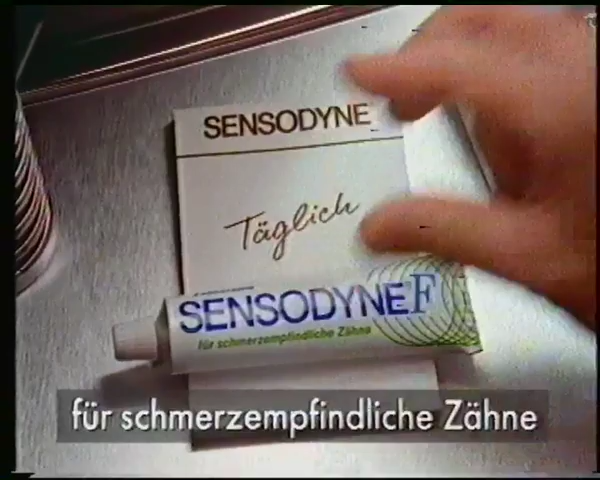 SENSODYNE
Täglich
SENSODYNE F
für schmerzempfindliche Zähne
für schmerzempfindliche Zähne